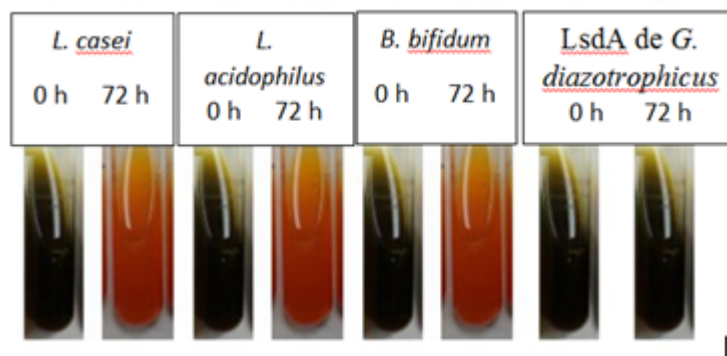 L. casei
0 h 72 h
L.
acidophilus
0 h 72 h
B. bifidum
0 h 72 h
LsdA de G.
diazotrophicus
0 h 72 h